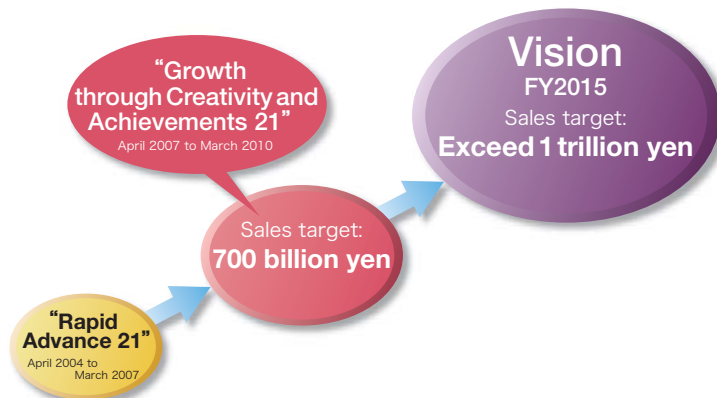 Vision
FY2015
Sales target:
Exceed 1 trillion yen
“Growth
through Creativity and
Achievements 21”
April 2007 to March 2010
Sales target:
700 billion yen
“Rapid
Advance 21”
April 2004 to
March 2007